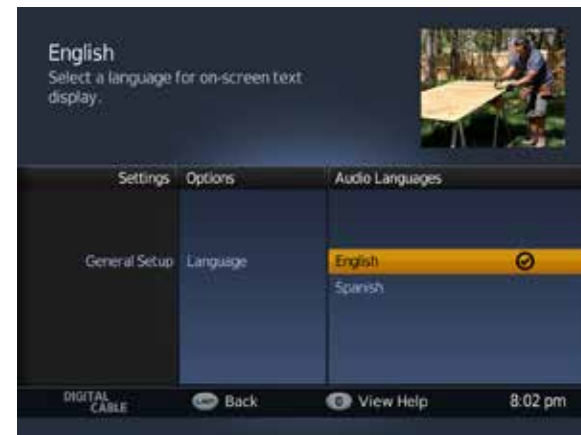 English
Select a language for on-screen text
display.
Settings Options Audio Languages
General Setup Language English
Spanish
DIGITAL
CABLE
Back View Help 8:02 pm